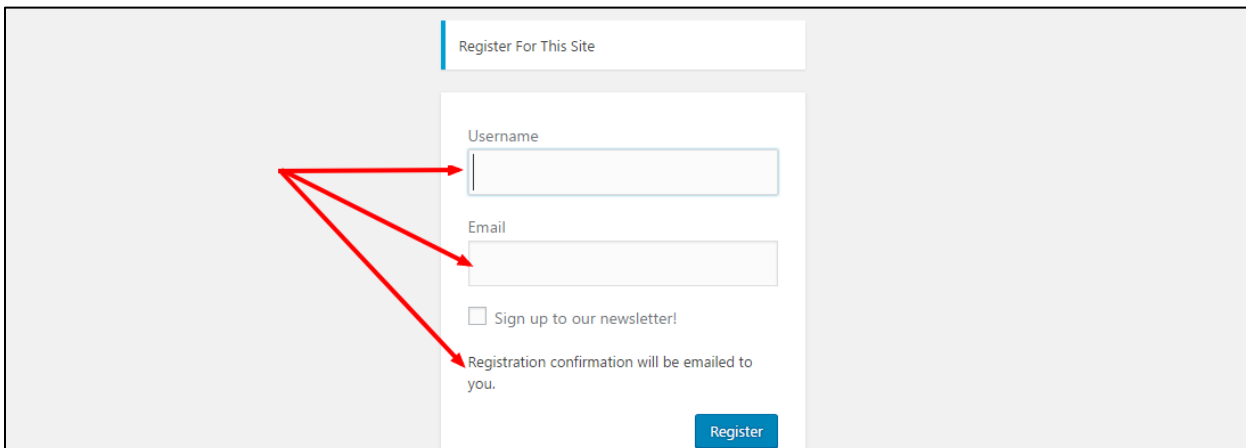 Register For This Site
Username
Email
Sign up to our newsletter!
Registration confirmation will be emailed to
you.
Register